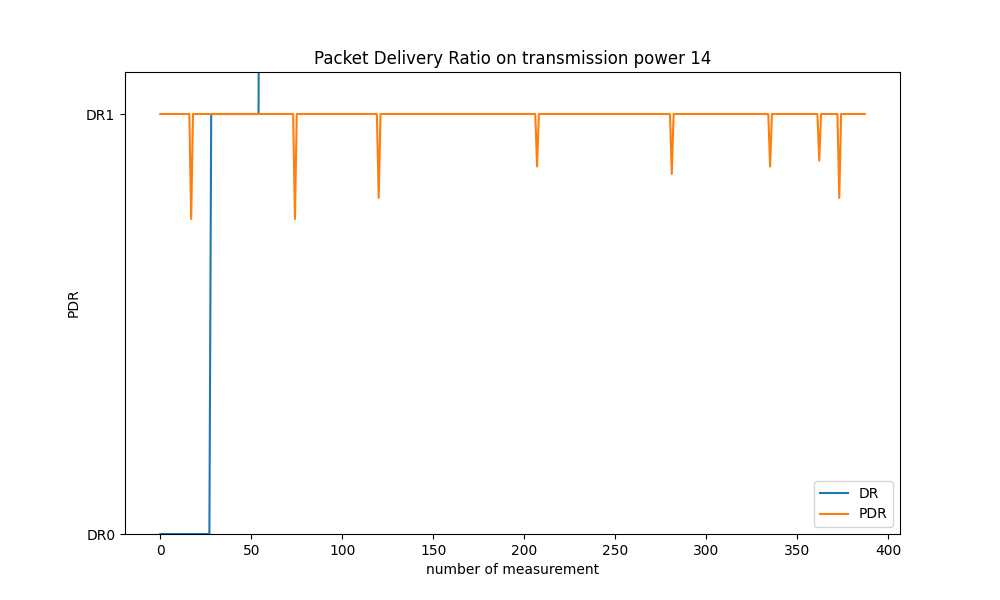 Packet Delivery Ratio on transmission power 14
DR1
PDR
DR0
DR
PDR
0 50 100 150 200 250 300 350 400
number of measurement